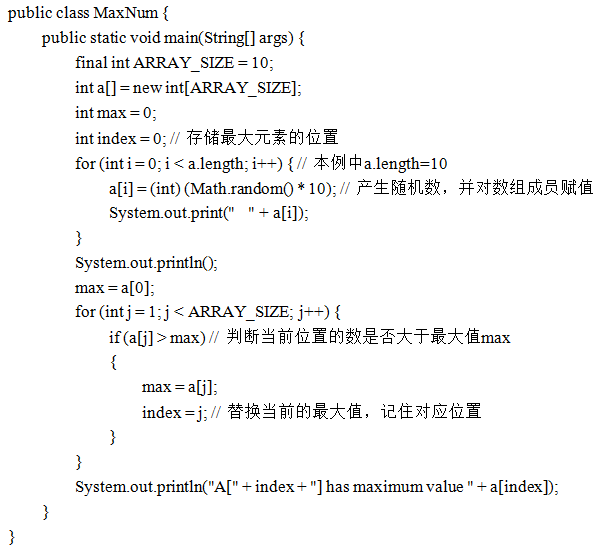 public class MaxNum {
public static void main(String[] args) {
final int ARRAY_SIZE = 10;
int a[] = new int[ARRAY_SIZE];
int max = 0;
int index = 0; // 存储最大元素的位置
for (int i = 0; i < a.length; i++) { // 本例中a.length=10
a[i] = (int) (Math.random() * 10); // 产生随机数，并对数组成员赋值
System.out.print("  " + a[i]);
}
System.out.println();
max = a[0];
for (int j = 1; j < ARRAY_SIZE; j++) {
if (a[j] > max) // 判断当前位置的数是否大于最大值max
{
max = a[j];
index = j; // 替换当前的最大值，记住对应位置
}
}
System.out.println("A[" + index + "] has maximum value " + a[index]);
}
}